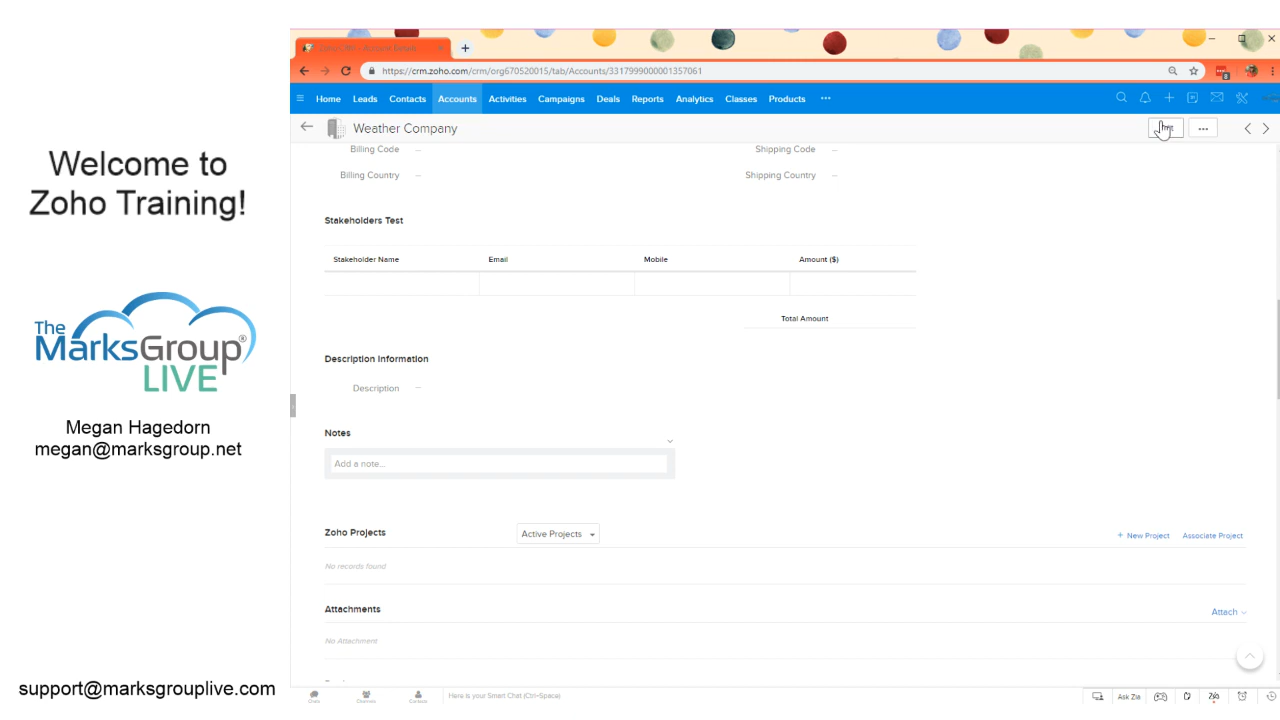 Welcome to
Zoho Training!
The
MarksGroup®
LIVE
Megan Hagedorn
megan@marksgroup.net
support@marksgrouplive.com
https://crm.zoho.com/crm/org670520015/tab/Accounts/3317999000001357061
Home Leads Contacts Accounts Activities Campaigns Deals Reports Analytics Classes Products ...
Weather Company
Billing Code — Shipping Code —
Billing Country — Shipping Country —
Stakeholders Test
Stakeholder Name Email Mobile Amount ($)
Total Amount
Description Information
Description —
Notes
Add a note...
Zoho Projects Active Projects + New Project Associate Project
No records found
Attachments Attach
No Attachment
Chats Channels Contacts Here is your Smart Chat (Ctrl+Space) Ask Zia